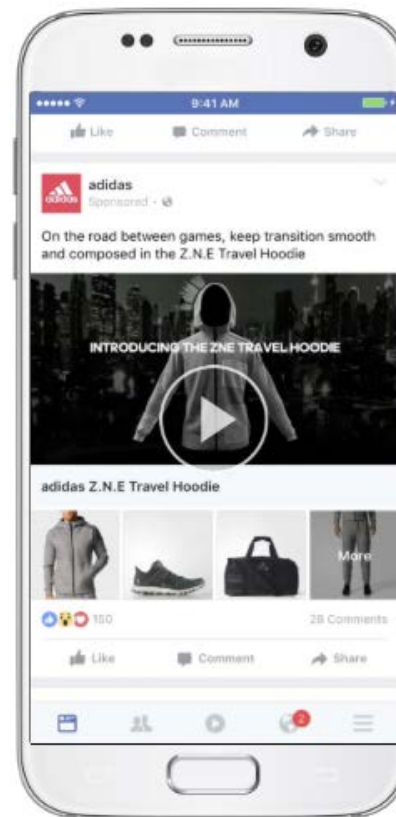 9:41 AM
Like Comment Share
adidas
adidas
Sponsored ·
On the road between games, keep transition smooth
and composed in the Z.N.E Travel Hoodie
INTRODUCING THE ZNE TRAVEL HOODIE
adidas Z.N.E Travel Hoodie
More
150 28 Comments
Like Comment Share
2